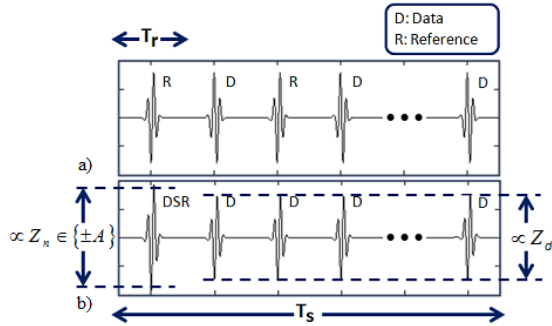 D: Data
R: Reference
Tr
R D R D D
a)
DSR D D D D
∝ Zn ∈ {±A}
∝ Zd
b)
Ts